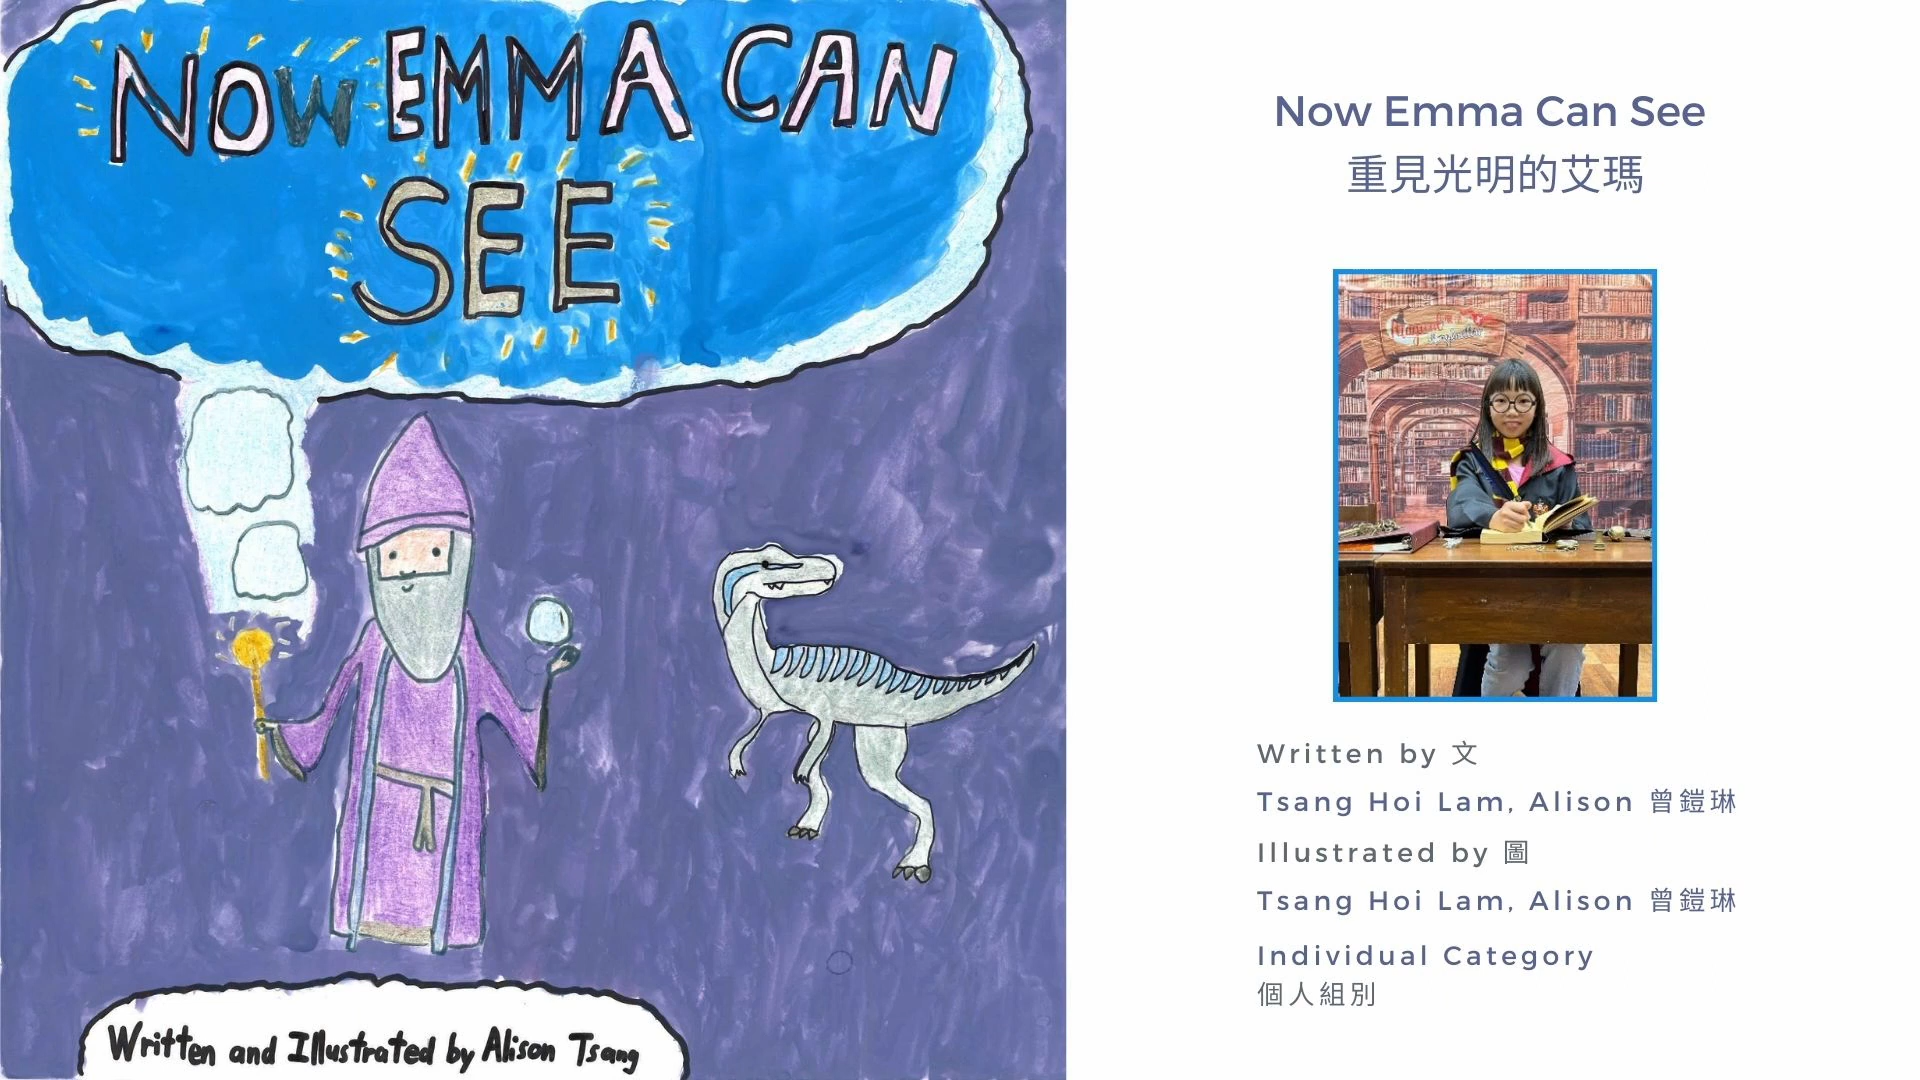 NOW EMMA CAN
SEE
Written and Illustrated by Alison Tsang
Now Emma Can See
重見光明的艾瑪
Written by 文
Tsang Hoi Lam, Alison 曾鎧琳
Illustrated by 圖
Tsang Hoi Lam, Alison 曾鎧琳
Individual Category
個人組別